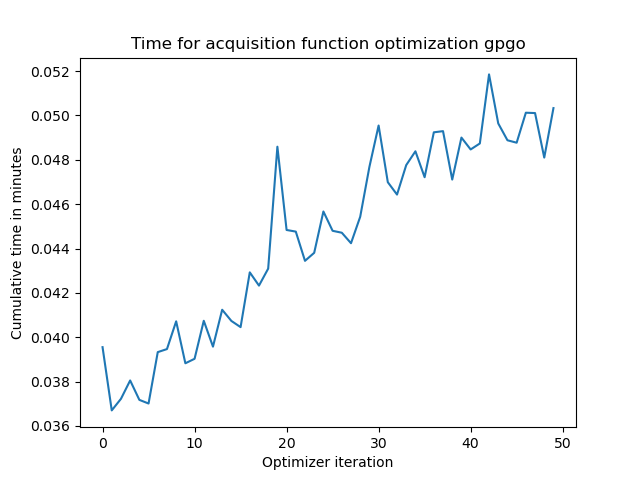 Time for acquisition function optimization gpgo
0.052
0.050
0.048
0.046
0.044
0.042
0.040
0.038
0.036
Cumulative time in minutes
0 10 20 30 40 50
Optimizer iteration